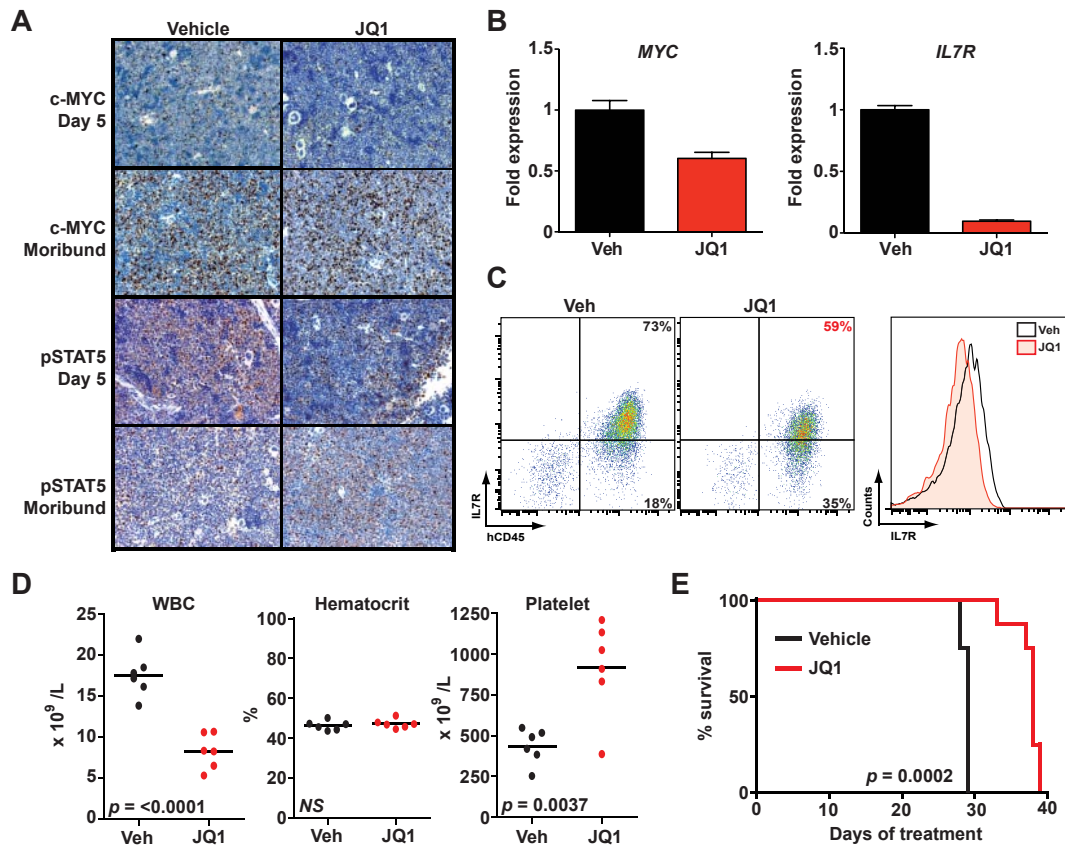 A
Vehicle
JQ1
c-MYC
Day 5
c-MYC
Moribund
pSTAT5
Day 5
pSTAT5
Moribund
B
MYC
Fold expression
1.5
1
0.5
0
Veh
JQ1
IL7R
Fold expression
1.5
1
0.5
0
Veh
JQ1
C
Veh
73%
18%
IL7R
hCD45
JQ1
59%
35%
Veh
JQ1
Counts
IL7R
D
WBC
x 10⁹ /L
25
20
15
10
5
0
p = <0.0001
Veh
JQ1
Hematocrit
%
100
80
60
40
20
0
NS
Veh
JQ1
Platelet
x 10⁹ /L
1250
1000
750
500
250
0
p = 0.0037
Veh
JQ1
E
% survival
100
50
0
Vehicle
JQ1
p = 0.0002
0
20
30
40
Days of treatment